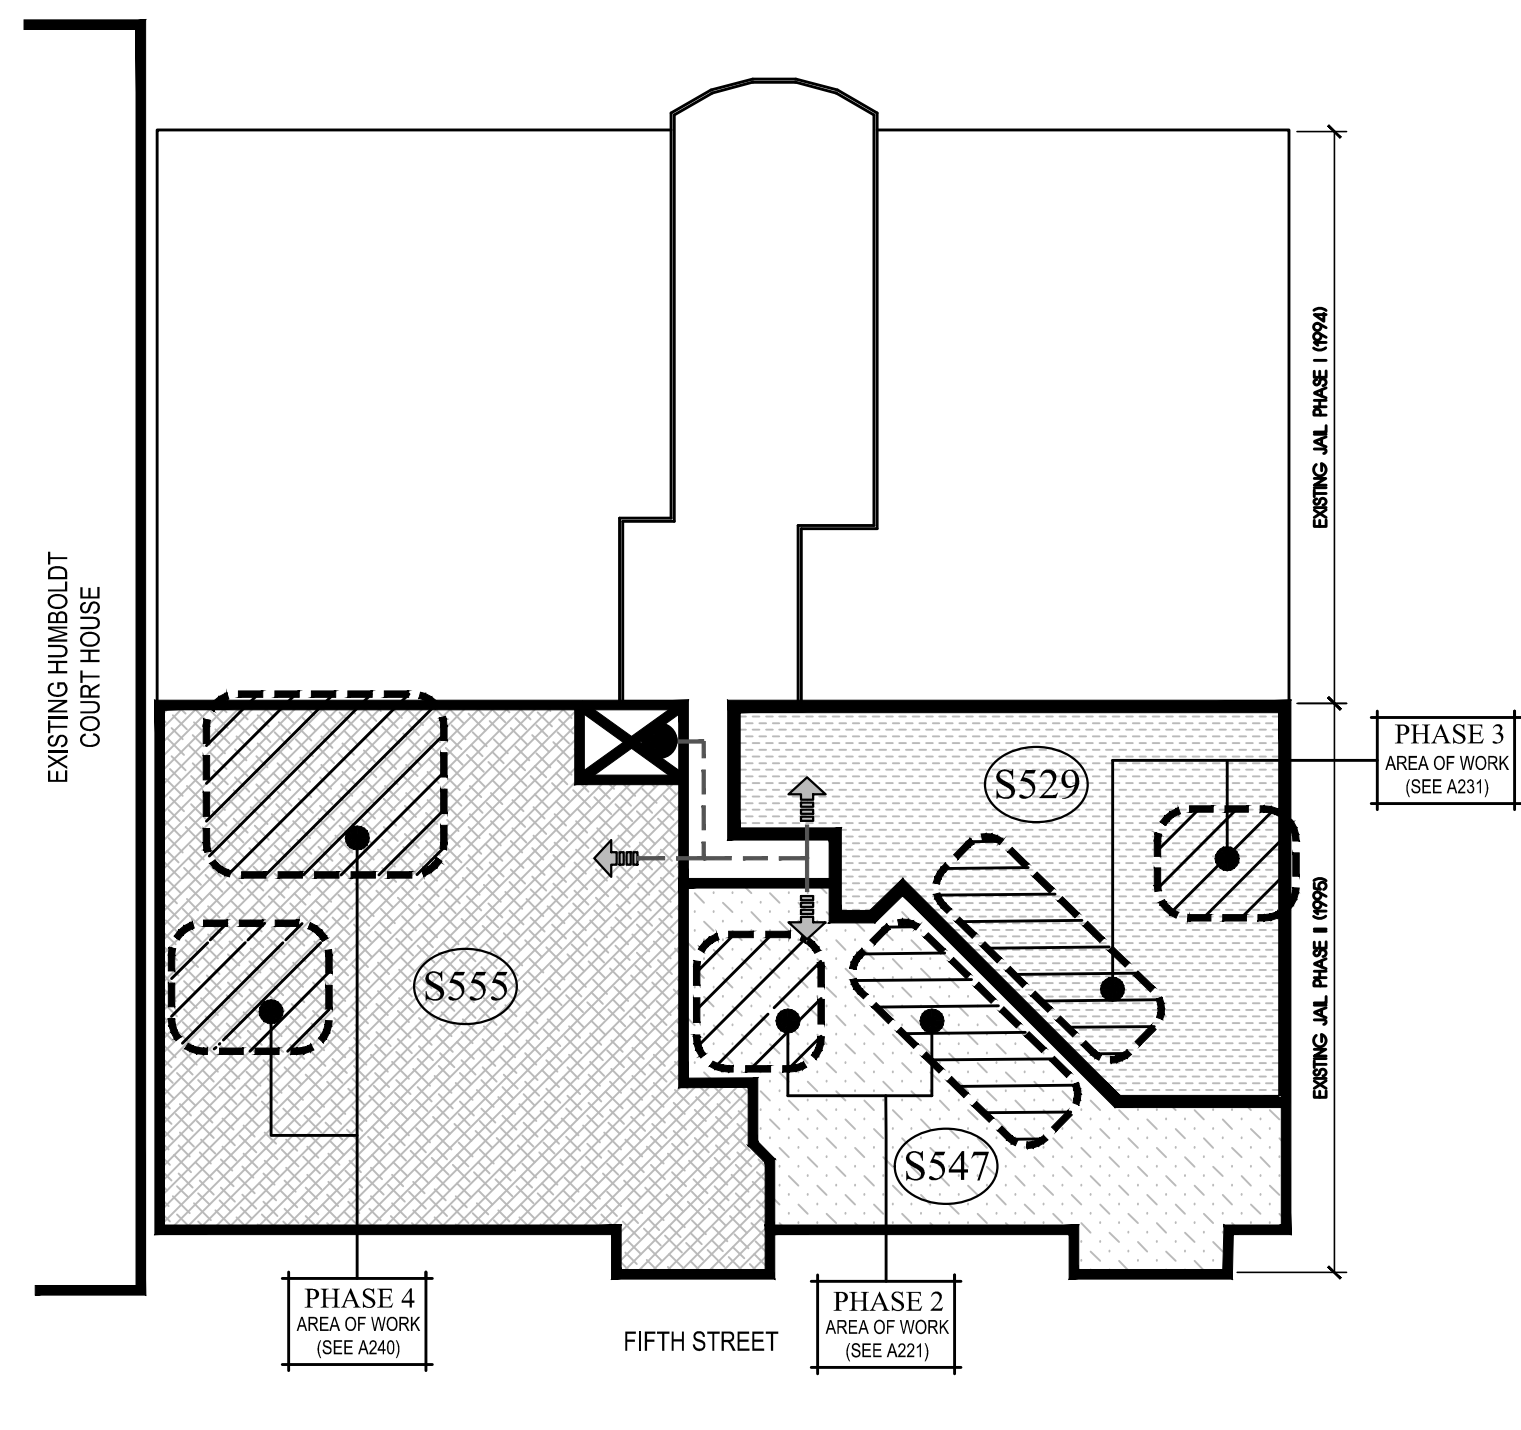 EXISTING HUMBOLDT
COURT HOUSE
EXISTING JAIL PHASE I (1994)
EXISTING JAIL PHASE II (1995)
S529
S555
S547
PHASE 3
AREA OF WORK
(SEE A231)
PHASE 4
AREA OF WORK
(SEE A240)
FIFTH STREET
PHASE 2
AREA OF WORK
(SEE A221)